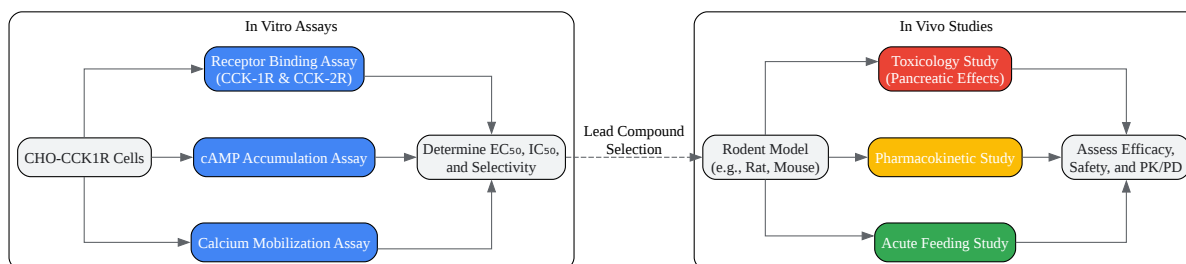 In Vitro Assays
Receptor Binding Assay
(CCK-1R & CCK-2R)
CHO-CCK1R Cells
cAMP Accumulation Assay
Calcium Mobilization Assay
Determine EC₅₀, IC₅₀,
and Selectivity
Lead Compound
Selection
In Vivo Studies
Rodent Model
(e.g., Rat, Mouse)
Toxicology Study
(Pancreatic Effects)
Pharmacokinetic Study
Acute Feeding Study
Assess Efficacy,
Safety, and PK/PD